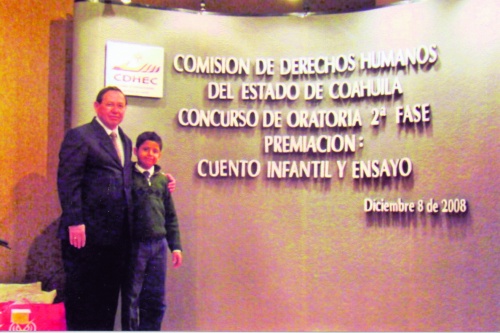 CDHEC
COMISION DE DERECHOS HUMANOS
DEL ESTADO DE COAHUILA
CONCURSO DE ORATORIA 2ª FASE
PREMIACION:
CUENTO INFANTIL Y ENSAYO
Diciembre 8 de 2008